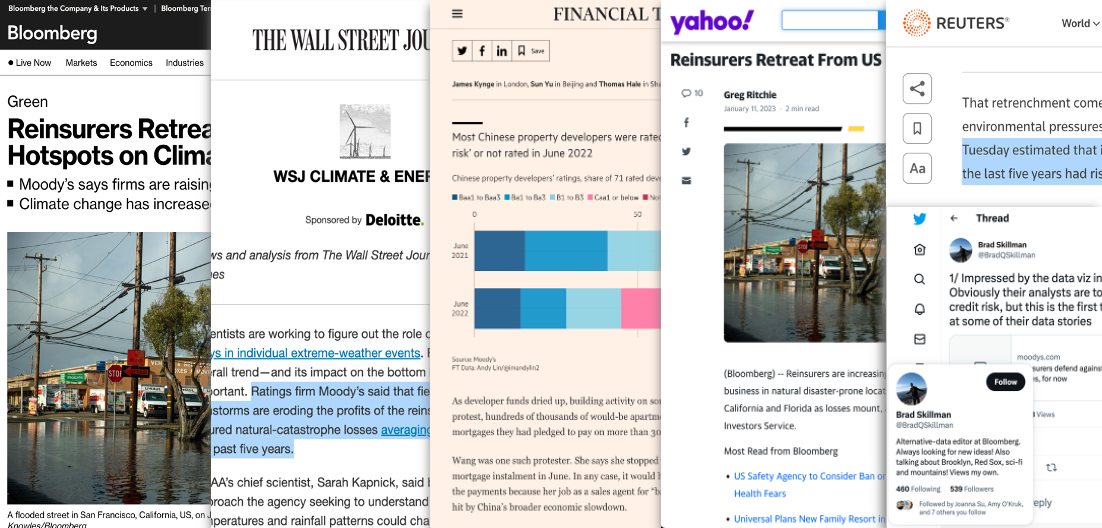 Bloomberg the Company & Its Products
Bloomberg Ter
Bloomberg
Live Now Markets Economics Industries
Green
Reinsurers Retrea
Hotspots on Clim
Moody's says firms are raisin
Climate change has increase
A flooded street in San Francisco, California, US, on J
Knowles/Bloomberg
THE WALL STREET JOU
WSJ CLIMATE & ENER
Sponsored by Deloitte.
ws and analysis from The Wall Street Jour
es
entists are working to figure out the role c
ys in individual extreme-weather events. F
rall trend—and its impact on the bottom
portant. Ratings firm Moody's said that fie
storms are eroding the profits of the reins
ured natural-catastrophe losses averaging
past five years.
AA's chief scientist, Sarah Kapnick, said b
roach the agency seeking to understand
peratures and rainfall patterns could cha
FINANCIAL T
Save
James Kynge in London, Sun Yu in Beijing and Thomas Hale in Sha
Most Chinese property developers were rated
risk' or not rated in June 2022
Chinese property developers' ratings, share of 71 rated deve
Baa1 to Baa3 Ba1 to Ba3 B1 to B3 Caa1 or below No
0 50
June
2021
June
2022
Source: Moody's
FT Data: Andy Lin/@imandylin2
As developer funds dried up, building activity on so
protest, hundreds of thousands of would-be apartm
mortgages they had pledged to pay on more than 30
Wang was one such protester. She says she stopped
mortgage instalment in June. In any case, it would h
the payments because her job as a sales agent for "b
hit by China's broader economic slowdown.
yahoo!
Reinsurers Retreat From US
10
Greg Ritchie
January 11, 2023 · 2 min read
STOP
(Bloomberg) -- Reinsurers are increasing
business in natural disaster-prone locat
California and Florida as losses mount,
Investors Service.
Most Read from Bloomberg
US Safety Agency to Consider Ban on
Health Fears
Universal Plans New Family Resort in
REUTERS
World
Aa
That retrenchment come
environmental pressures
Tuesday estimated that i
the last five years had ris
Thread
Brad Skillman
@BradQSkillman
1/ Impressed by the data viz in
Obviously their analysts are to
credit risk, but this is the first t
at some of their data stories
moodys.com
surers defend against
s, for now
Views
Follow
Brad Skillman
@BradQSkillman
Alternative-data editor at Bloomberg.
Always looking for new ideas! Also
talking about Brooklyn, Red Sox, sci-fi
and mountains! Views my own.
460 Following 539 Followers
Followed by Joanna Su, Amy O'Kruk,
and 7 others you follow
eply